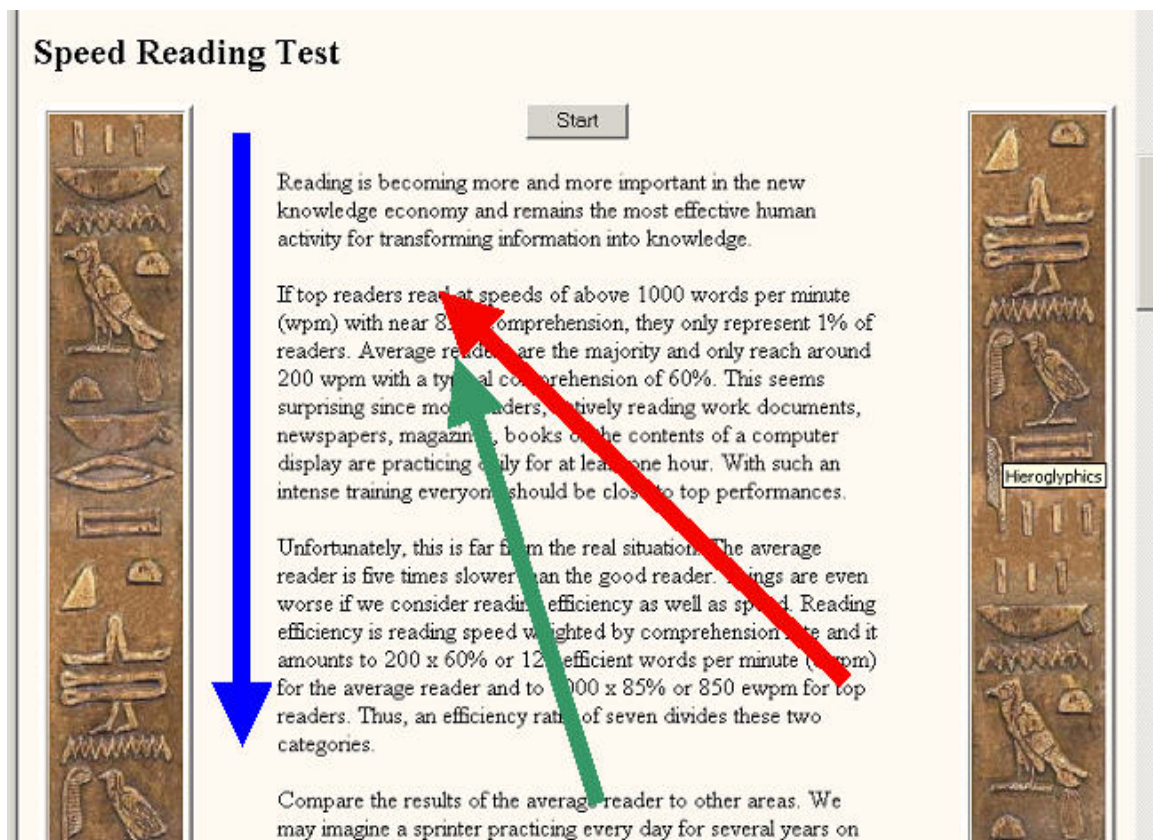 Speed Reading Test
Start
Reading is becoming more and more important in the new
knowledge economy and remains the most effective human
activity for transforming information into knowledge.
If top readers read at speeds of above 1000 words per minute
(wpm) with near comprehension, they only represent 1% of
readers. Average readers are the majority and only reach around
200 wpm with a typical comprehension of 60%. This seems
surprising since most readers, actively reading work documents,
newspapers, magazines, books or the contents of a computer
display are practicing daily for at least one hour. With such an
intense training everyone should be close to top performances.
Unfortunately, this is far from the real situation. The average
reader is five times slower than the good reader. Things are even
worse if we consider reading efficiency as well as speed. Reading
efficiency is reading speed weighted by comprehension rate and it
amounts to 200 x 60% or 120 efficient words per minute (ewpm)
for the average reader and to 1000 x 85% or 850 ewpm for top
readers. Thus, an efficiency ratio of seven divides these two
categories.
Compare the results of the average reader to other areas. We
may imagine a sprinter practicing every day for several years on
Hieroglyphics